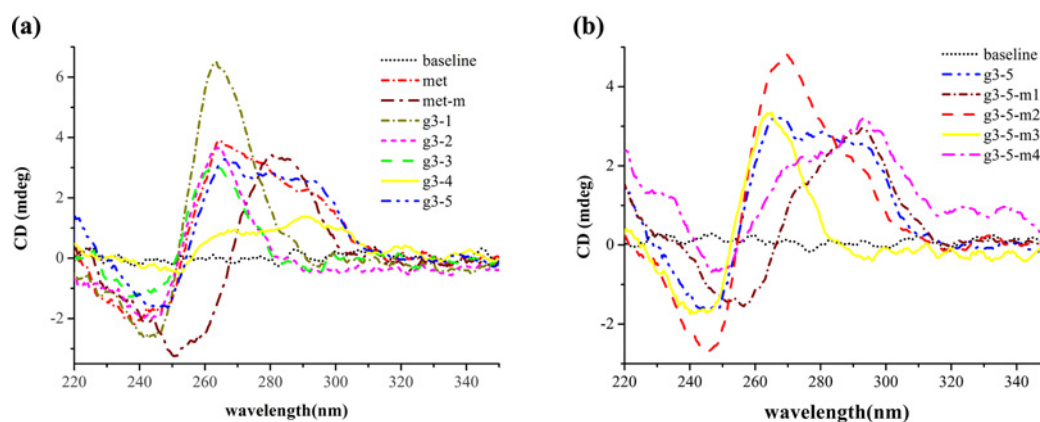 (a)
CD (mdeg)
6
4
2
0
-2
baseline
met
met-m
g3-1
g3-2
g3-3
g3-4
g3-5
220 240 260 280 300 320 340
wavelength(nm)
(b)
CD (mdeg)
4
2
0
-2
baseline
g3-5
g3-5-m1
g3-5-m2
g3-5-m3
g3-5-m4
220 240 260 280 300 320 340
wavelength(nm)